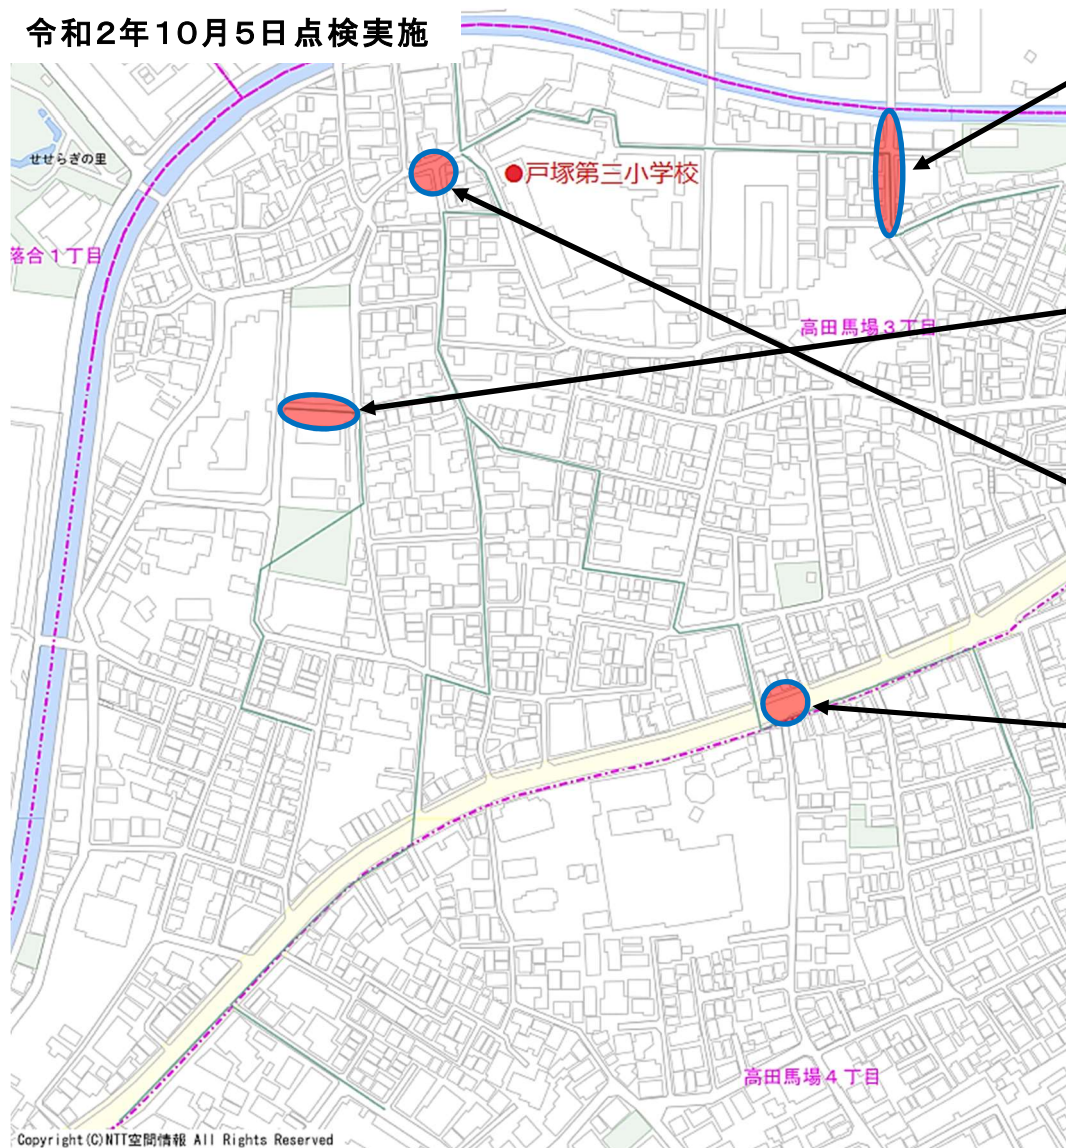 令和2年10月5日点検実施
せせらぎの里
戸塚第三小学校
落合1丁目
高田馬場3丁目
高田馬場4丁目
Copyright(C)NTT空間情報 All Rights Reserved